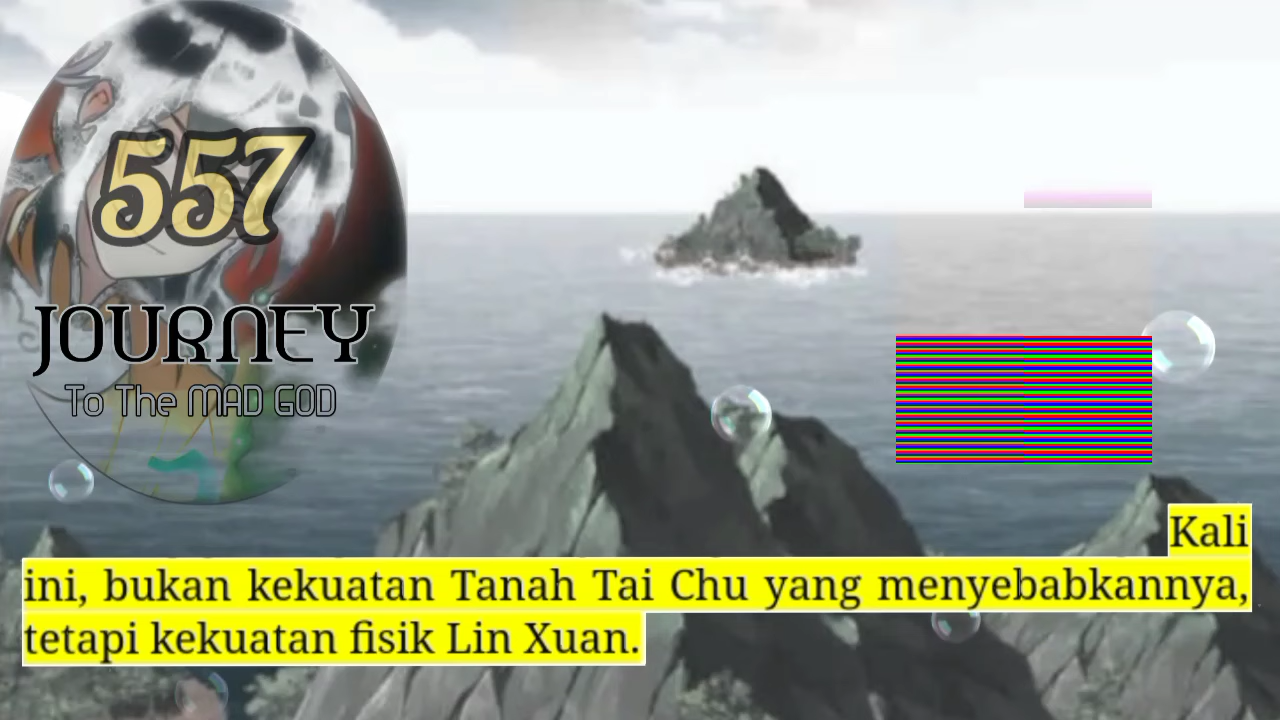 557
JOURNEY
To The MAD GOD
Kali
ini, bukan kekuatan Tanah Tai Chu yang menyebabkannya,
tetapi kekuatan fisik Lin Xuan.